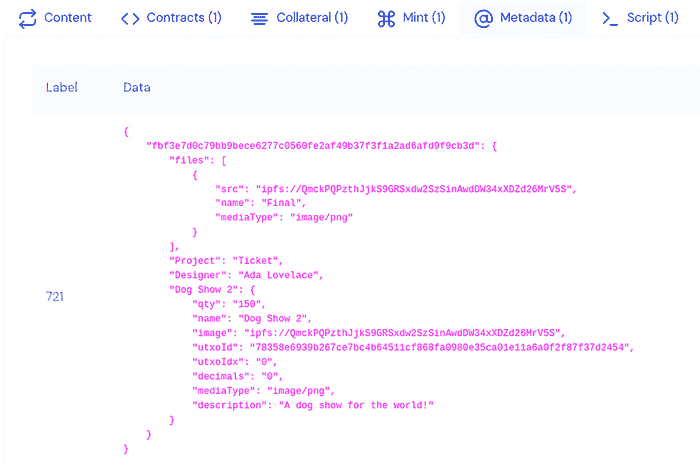 Content Contracts (1) Collateral (1) Mint (1) Metadata (1) Script (1)
Label Data
{
"fbf3e7d0c79bb9bece6277c0560fe2af49b37f3f1a2ad6afd9f9cb3d": {
"files": [
{
"src": "ipfs://QmckPQPzthJjkS9GRSxdw2SzSinAwdDW34xXDZd26MrV5S",
"name": "Final",
"mediaType": "image/png"
}
],
"Project": "Ticket",
"Designer": "Ada Lovelace",
721
"Dog Show 2": {
"qty": "150",
"name": "Dog Show 2",
"image": "ipfs://QmckPQPzthJjkS9GRSxdw2SzSinAwdDW34xXDZd26MrV5S",
"utxoId": "78358e6939b267ce7bc4b64511cf868fa0980e35ca01e11a6a0f2f87f37d2454",
"utxoIdx": "0",
"decimals": "0",
"mediaType": "image/png",
"description": "A dog show for the world!"
}
}
}